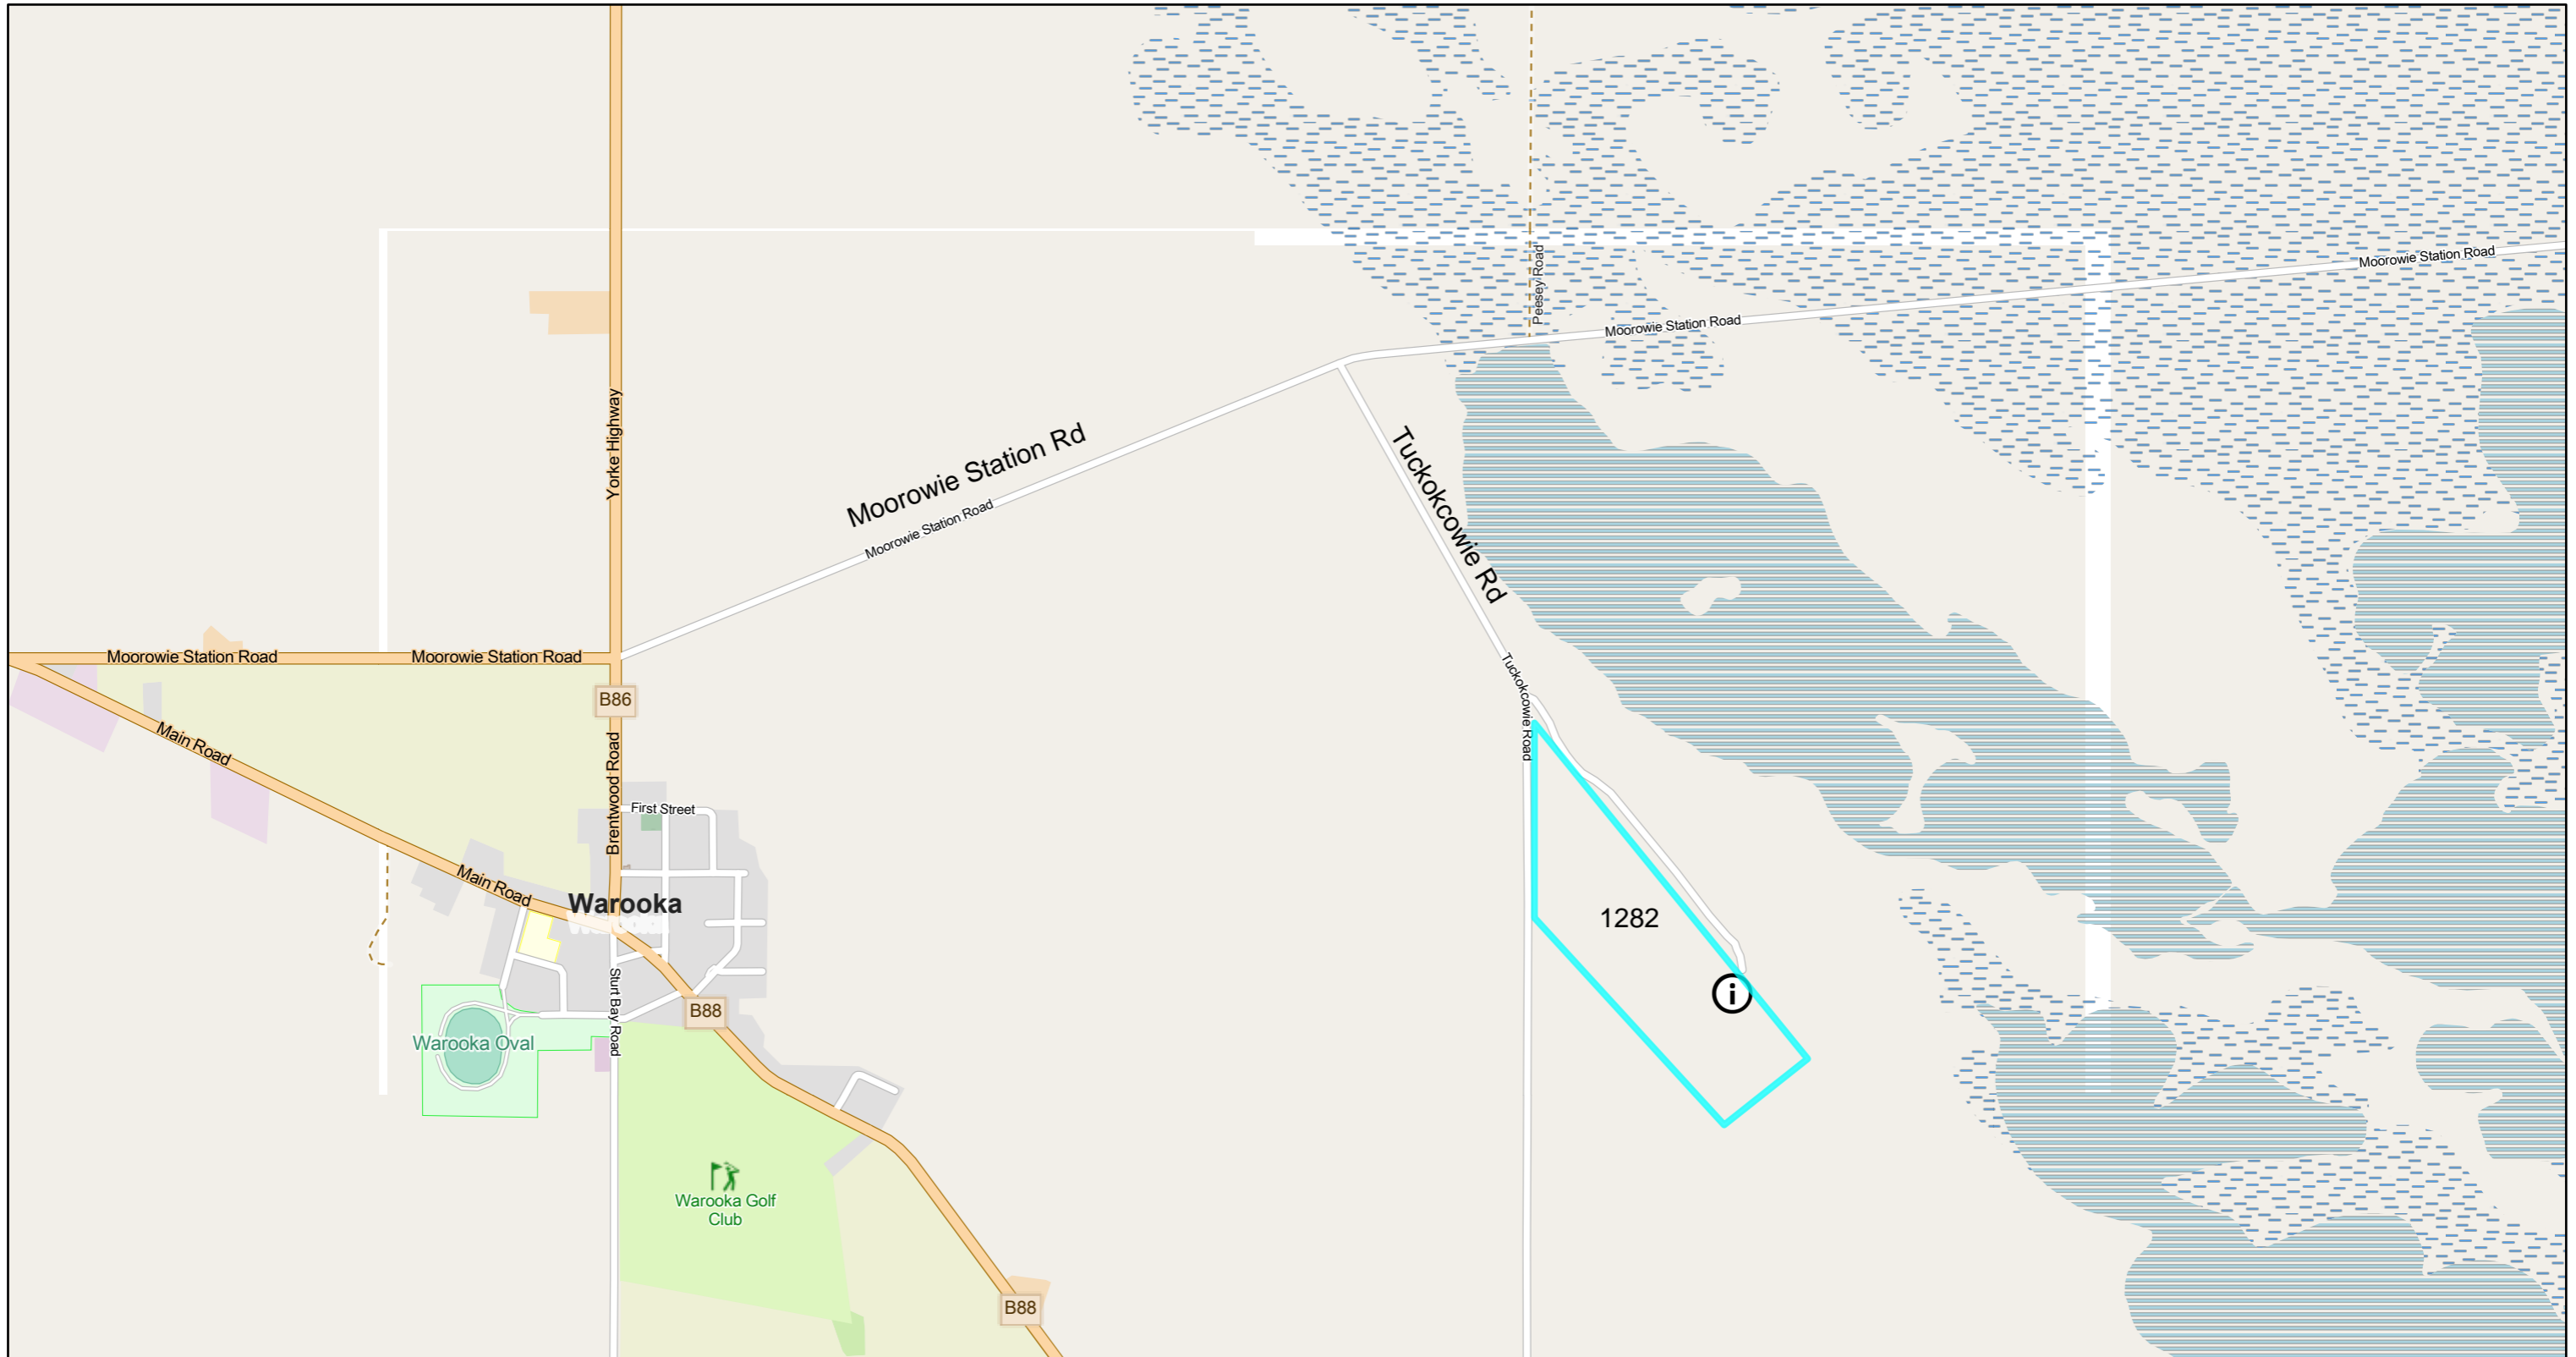 Peesey Road
Moorowie Station Road
Moorowie Station Road
Yorke Highway
Moorowie Station Rd
Moorowie Station Road
Tuckokcowie Rd
Moorowie Station Road
Moorowie Station Road
Tuckokcowie Road
B86
Main Road
Brentwood Road
First Street
Main Road
Warooka
1282
i
Sturt Bay Road
B88
Warooka Oval
Warooka Golf
Club
B88